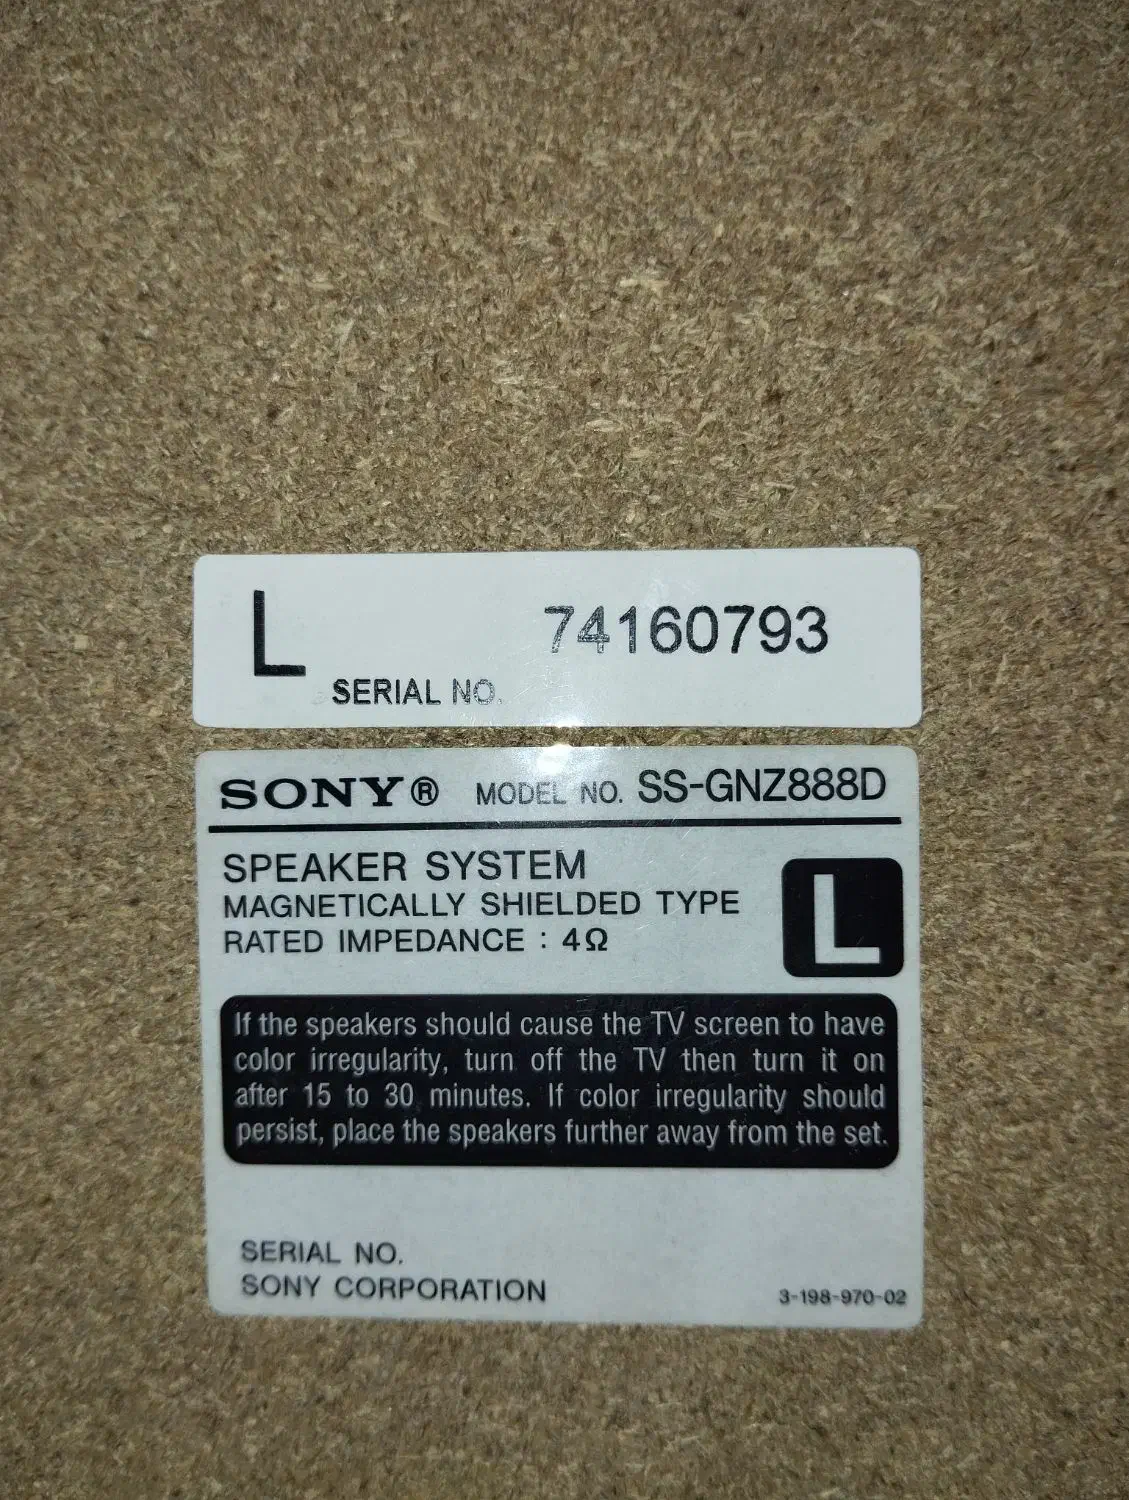 L 74160793
SERIAL NO.
SONY® MODEL NO. SS-GNZ888D
SPEAKER SYSTEM
MAGNETICALLY SHIELDED TYPE
RATED IMPEDANCE : 4Ω
L
If the speakers should cause the TV screen to have
color irregularity, turn off the TV then turn it on
after 15 to 30 minutes. If color irregularity should
persist, place the speakers further away from the set.
SERIAL NO.
SONY CORPORATION 3-198-970-02